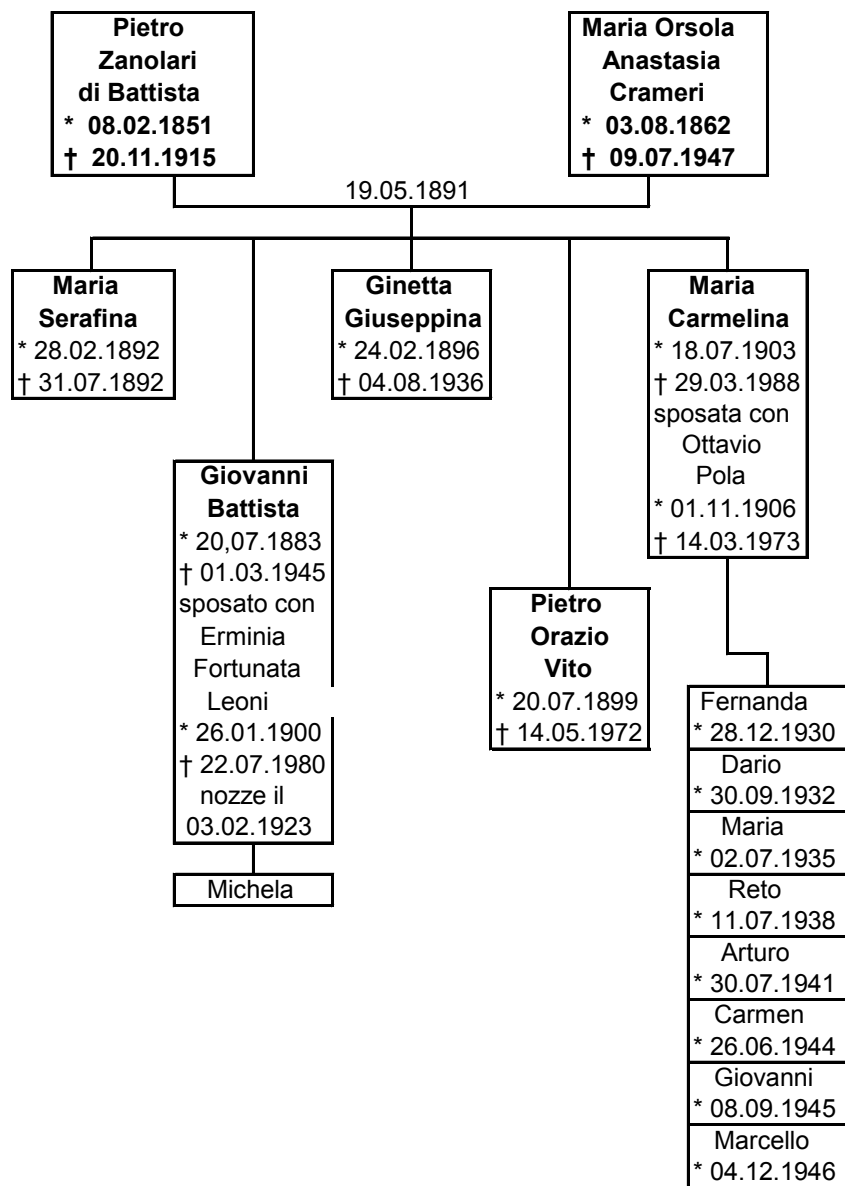 Pietro
Zanolari
di Battista
* 08.02.1851
† 20.11.1915
Maria Orsola
Anastasia
Crameri
* 03.08.1862
† 09.07.1947
19.05.1891
Maria
Serafina
* 28.02.1892
† 31.07.1892
Giovanni
Battista
* 20,07.1883
† 01.03.1945
sposato con
Erminia
Fortunata
Leoni
* 26.01.1900
† 22.07.1980
nozze il
03.02.1923
Michela
Ginetta
Giuseppina
* 24.02.1896
† 04.08.1936
Pietro
Orazio
Vito
* 20.07.1899
† 14.05.1972
Maria
Carmelina
* 18.07.1903
† 29.03.1988
sposata con
Ottavio
Pola
* 01.11.1906
† 14.03.1973
Fernanda
* 28.12.1930
Dario
* 30.09.1932
Maria
* 02.07.1935
Reto
* 11.07.1938
Arturo
* 30.07.1941
Carmen
* 26.06.1944
Giovanni
* 08.09.1945
Marcello
* 04.12.1946